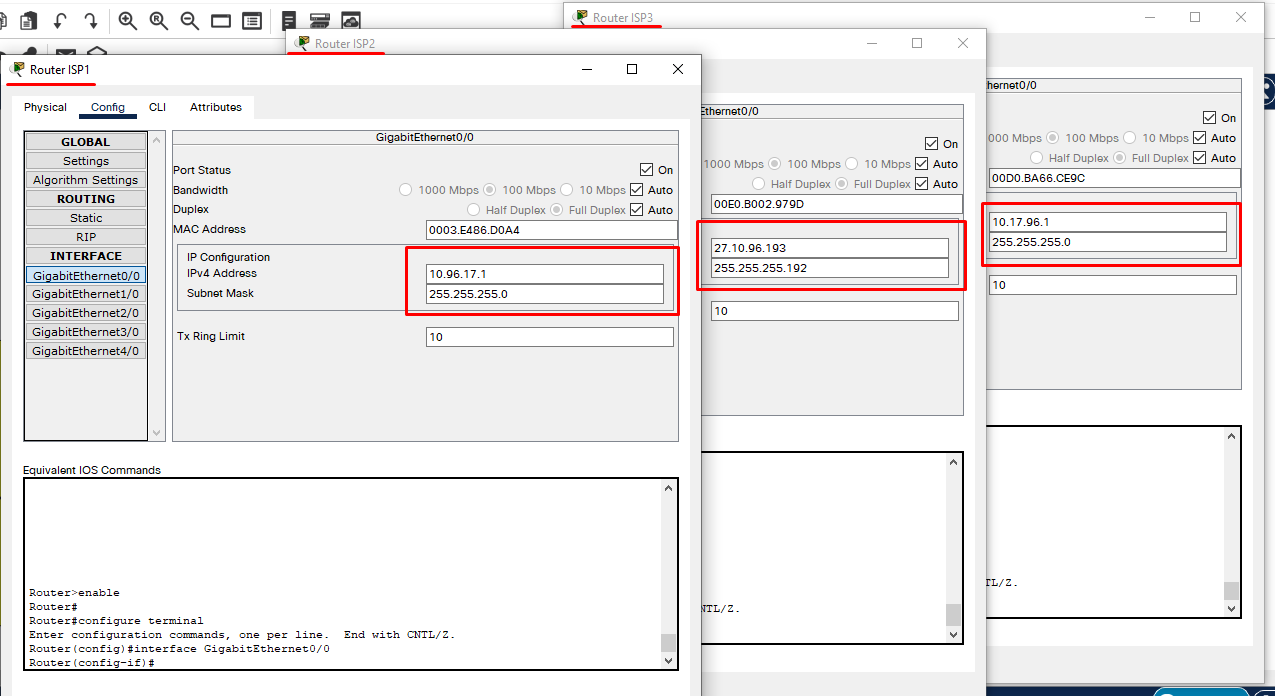 Router ISP3
Router ISP2
Router ISP1
Physical Config CLI Attributes
GLOBAL
Settings
Algorithm Settings
ROUTING
Static
RIP
INTERFACE
GigabitEthernet0/0
GigabitEthernet1/0
GigabitEthernet2/0
GigabitEthernet3/0
GigabitEthernet4/0
GigabitEthernet0/0
Port Status On
Bandwidth 1000 Mbps 100 Mbps 10 Mbps Auto
Duplex Half Duplex Full Duplex Auto
MAC Address 0003.E486.D0A4
IP Configuration
IPv4 Address 10.96.17.1
Subnet Mask 255.255.255.0
Tx Ring Limit 10
Equivalent IOS Commands
Router>enable
Router#
Router#configure terminal
Enter configuration commands, one per line. End with CNTL/Z.
Router(config)#interface GigabitEthernet0/0
Router(config-if)#
Ethernet0/0
On
1000 Mbps 100 Mbps 10 Mbps Auto
Half Duplex Full Duplex Auto
00E0.B002.979D
27.10.96.193
255.255.255.192
10
NTL/Z.
hernet0/0
On
000 Mbps 100 Mbps 10 Mbps Auto
Half Duplex Full Duplex Auto
00D0.BA66.CE9C
10.17.96.1
255.255.255.0
10
TL/Z.